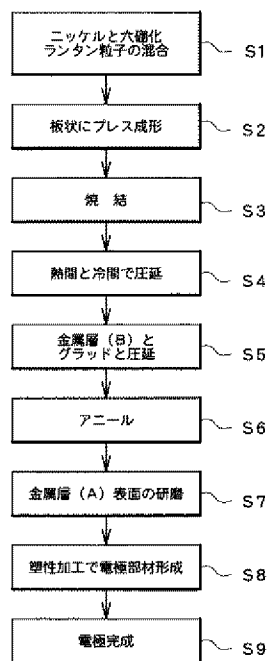 ニッケルと六硼化
ランタン粒子の混合
S1
板状にプレス成形
S2
焼 結
S3
熱間と冷間で圧延
S4
金属層(B)と
グラッドと圧延
S5
アニール
S6
金属層(A)表面の研磨
S7
塑性加工で電極部材形成
S8
電極完成
S9